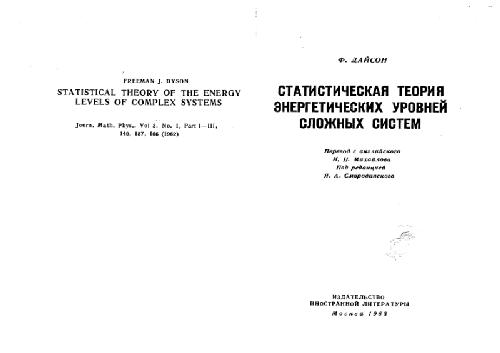 FREEMAN J. DYSON
STATISTICAL THEORY OF THE ENERGY
LEVELS OF COMPLEX SYSTEMS
Journ. Math. Phys., Vol 3, No. 1, Part I—III,
140, 157, 166 (1962)
Ф. ДАЙСОН
СТАТИСТИЧЕСКАЯ ТЕОРИЯ
ЭНЕРГЕТИЧЕСКИХ УРОВНЕЙ
СЛОЖНЫХ СИСТЕМ
Перевод с английского
Михайлова
Под редакцией
Я. А. Смородинского
ИЗДАТЕЛЬСТВО
ИНОСТРАННОЙ ЛИТЕРАТУРЫ
Москва 1963